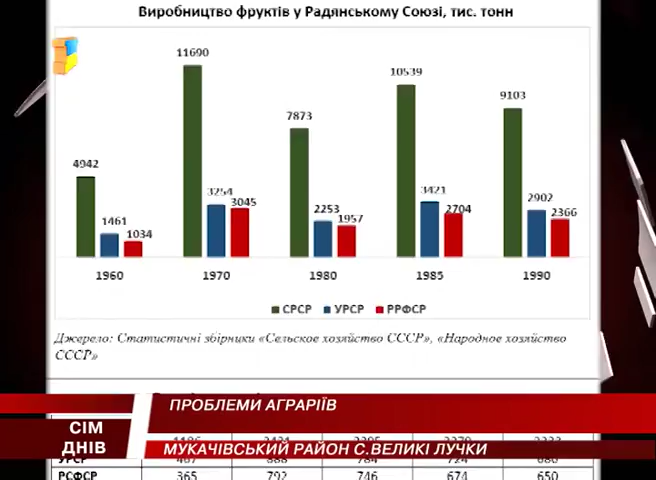 Виробництво фруктів у Радянському Союзі, тис. тонн
11690
10539
9103
7873
4942
3254
3045
3421
2704
2902
2366
2253
1957
1461
1034
1960 1970 1980 1985 1990
СРСР УРСР РРФСР
Джерело: Статистичні збірники «Сельское хозяйство СССР», «Народное хозяйство
СССР»
ПРОБЛЕМИ АГРАРІЇВ
СІМ
ДНІВ
МУКАЧІВСЬКИЙ РАЙОН С.ВЕЛИКІ ЛУЧКИ
УРСР
РСФСР 365 792 746 674 650